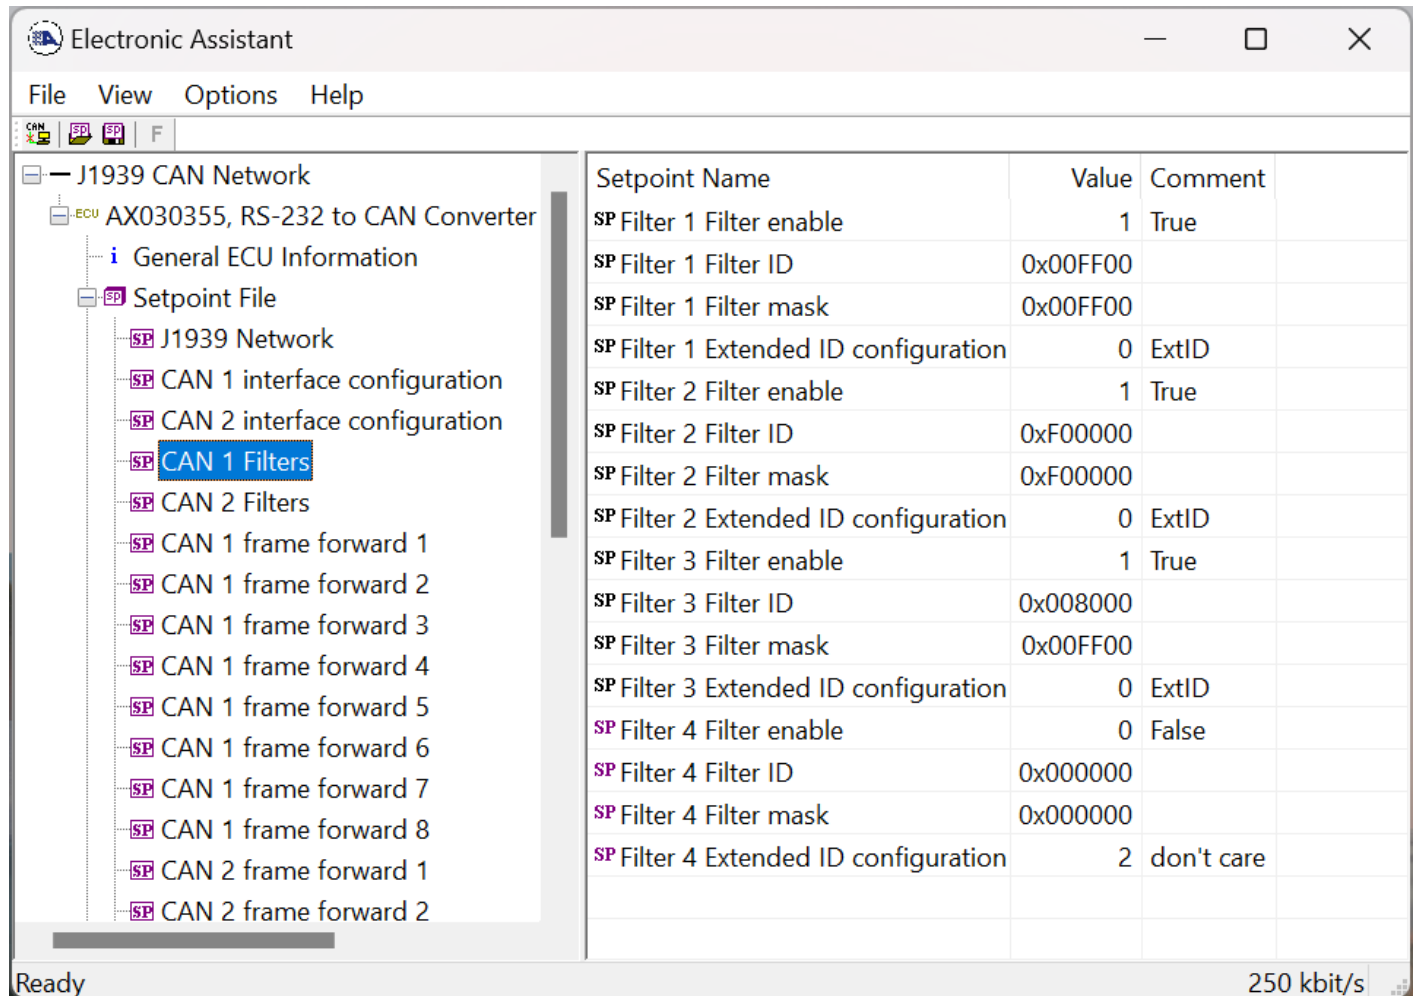 Electronic Assistant
File View Options Help
CAN SP SP F
J1939 CAN Network
ECU AX030355, RS-232 to CAN Converter
i General ECU Information
SP Setpoint File
SP J1939 Network
SP CAN 1 interface configuration
SP CAN 2 interface configuration
SP CAN 1 Filters
SP CAN 2 Filters
SP CAN 1 frame forward 1
SP CAN 1 frame forward 2
SP CAN 1 frame forward 3
SP CAN 1 frame forward 4
SP CAN 1 frame forward 5
SP CAN 1 frame forward 6
SP CAN 1 frame forward 7
SP CAN 1 frame forward 8
SP CAN 2 frame forward 1
SP CAN 2 frame forward 2
Setpoint Name Value Comment
SP Filter 1 Filter enable 1 True
SP Filter 1 Filter ID 0x00FF00
SP Filter 1 Filter mask 0x00FF00
SP Filter 1 Extended ID configuration 0 ExtID
SP Filter 2 Filter enable 1 True
SP Filter 2 Filter ID 0xF00000
SP Filter 2 Filter mask 0xF00000
SP Filter 2 Extended ID configuration 0 ExtID
SP Filter 3 Filter enable 1 True
SP Filter 3 Filter ID 0x008000
SP Filter 3 Filter mask 0x00FF00
SP Filter 3 Extended ID configuration 0 ExtID
SP Filter 4 Filter enable 0 False
SP Filter 4 Filter ID 0x000000
SP Filter 4 Filter mask 0x000000
SP Filter 4 Extended ID configuration 2 don't care
Ready 250 kbit/s